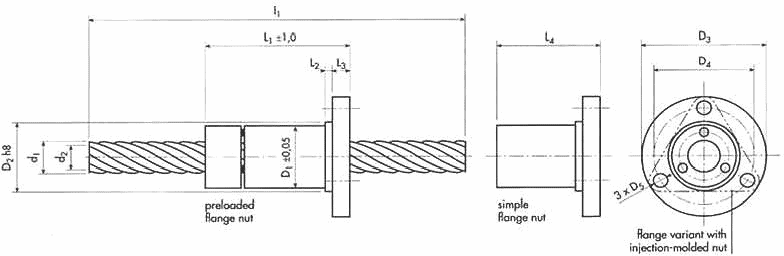 l₁
L₁ ±1,0
L₂
L₃
D₂ h8
d₁
d₂
D₁ ±0,05
preloaded
flange nut
L₄
simple
flange nut
D₃
D₄
3 x D₅
flange variant with
injection-molded nut